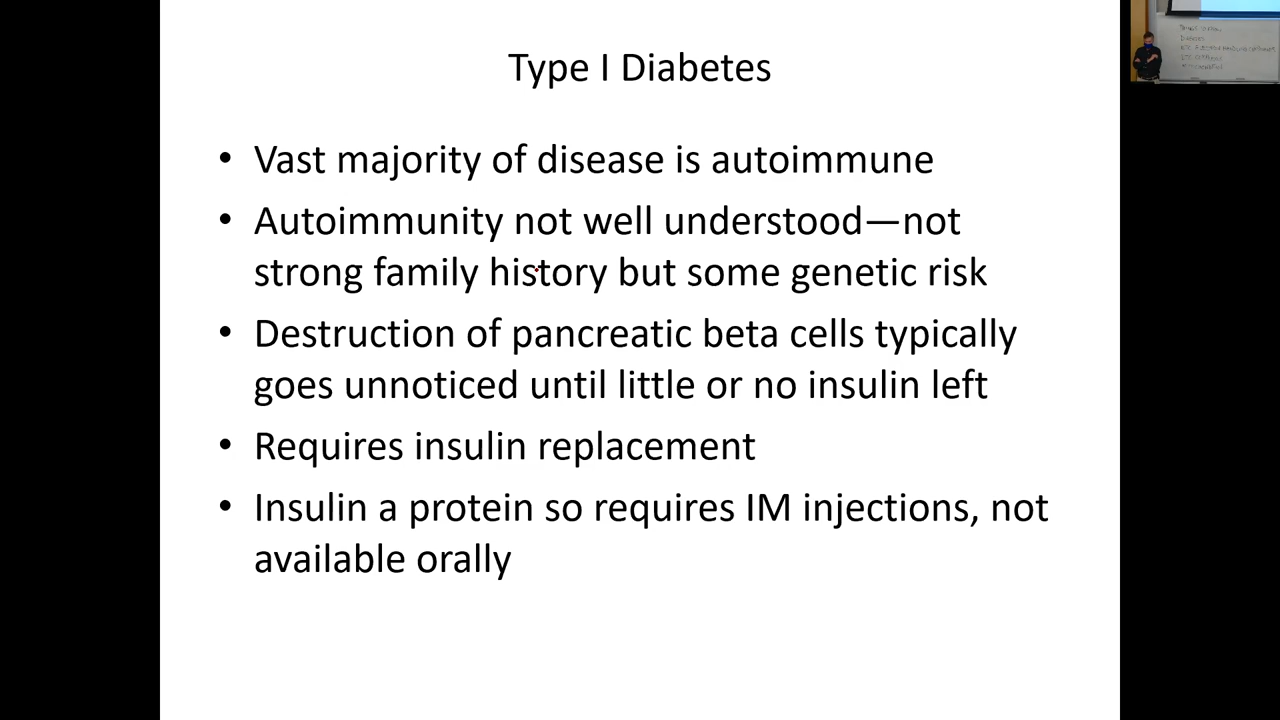 Type I Diabetes
• Vast majority of disease is autoimmune
• Autoimmunity not well understood—not
strong family history but some genetic risk
• Destruction of pancreatic beta cells typically
goes unnoticed until little or no insulin left
• Requires insulin replacement
• Insulin a protein so requires IM injections, not
available orally